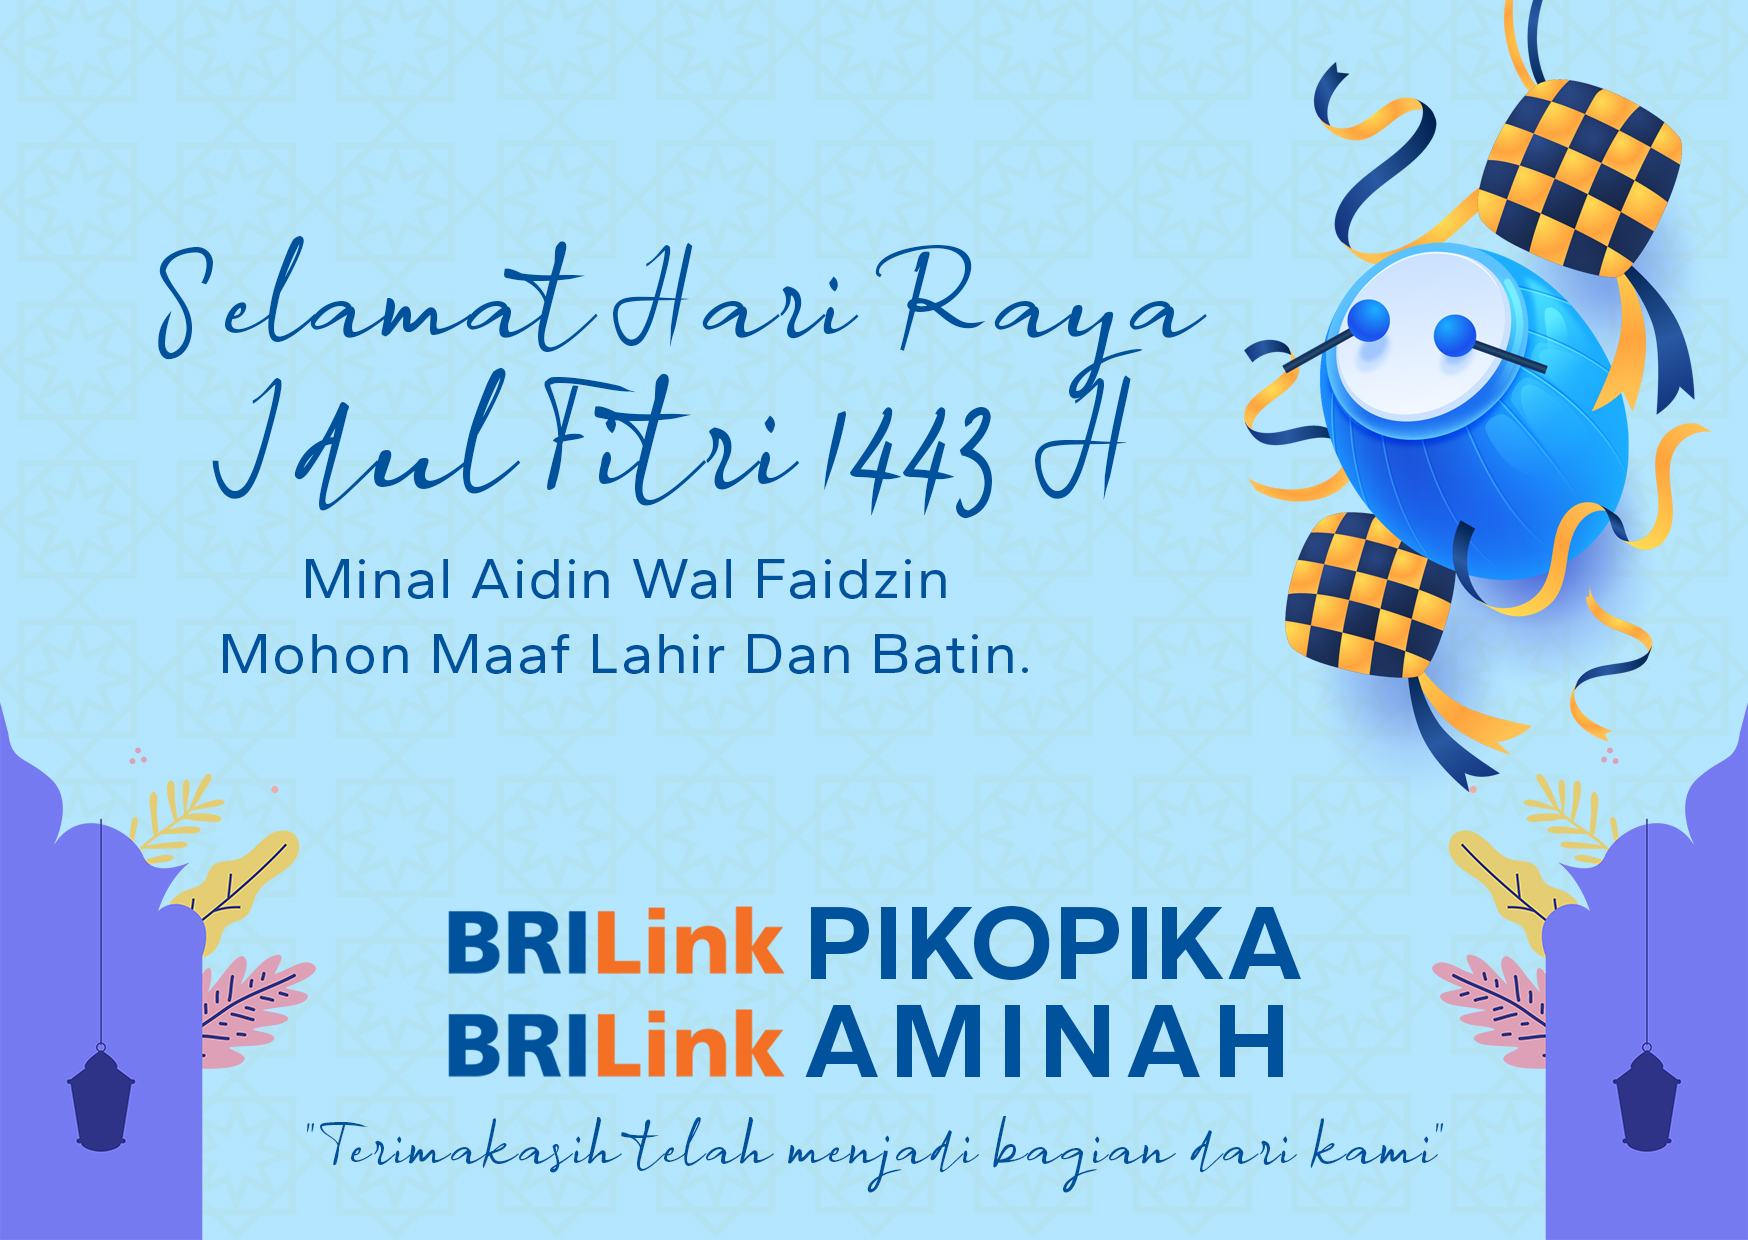 Selamat Hari Raya
Idul Fitri 1443 H
Minal Aidin Wal Faidzin
Mohon Maaf Lahir Dan Batin.
BRILink PIKOPIKA
BRILink AMINAH
"Terimakasih telah menjadi bagian dari kami"